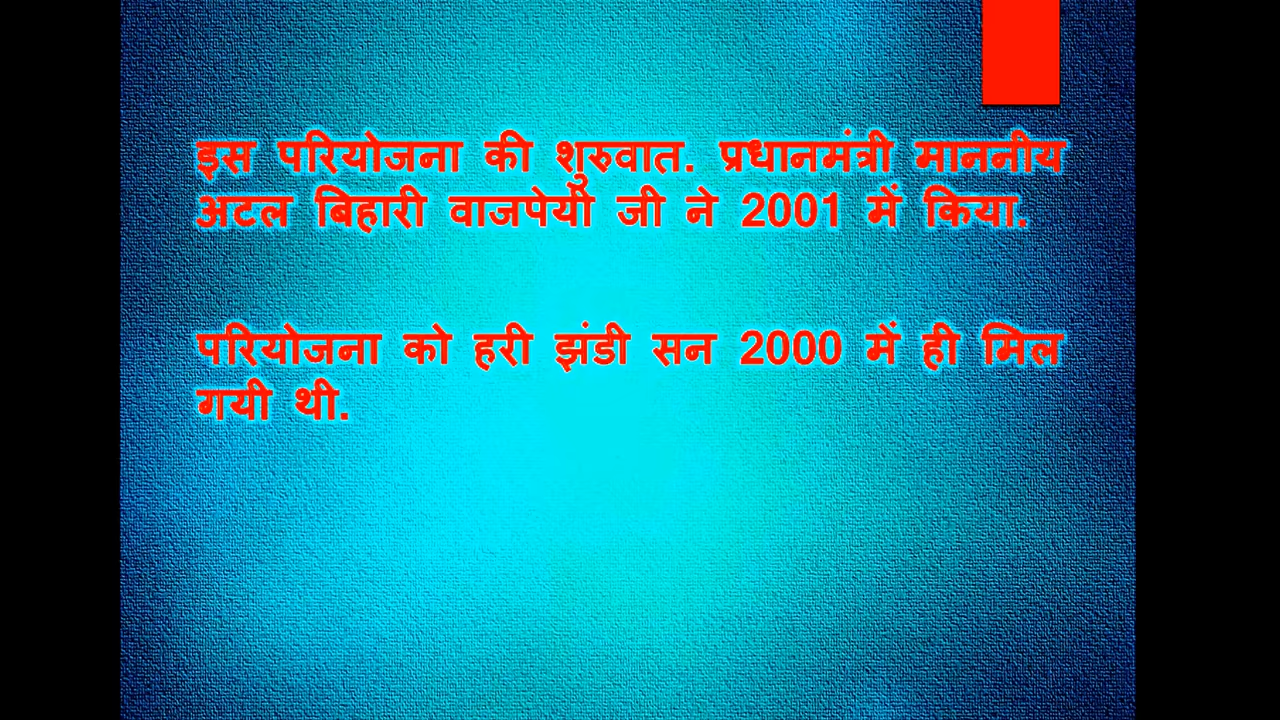 इस परियोजना की शुरुवात. प्रधानमंत्री माननीय
अटल बिहारी वाजपेयी जी ने 2001 में किया.
परियोजना को हरी झंडी सन 2000 में ही मिल
गयी थी.